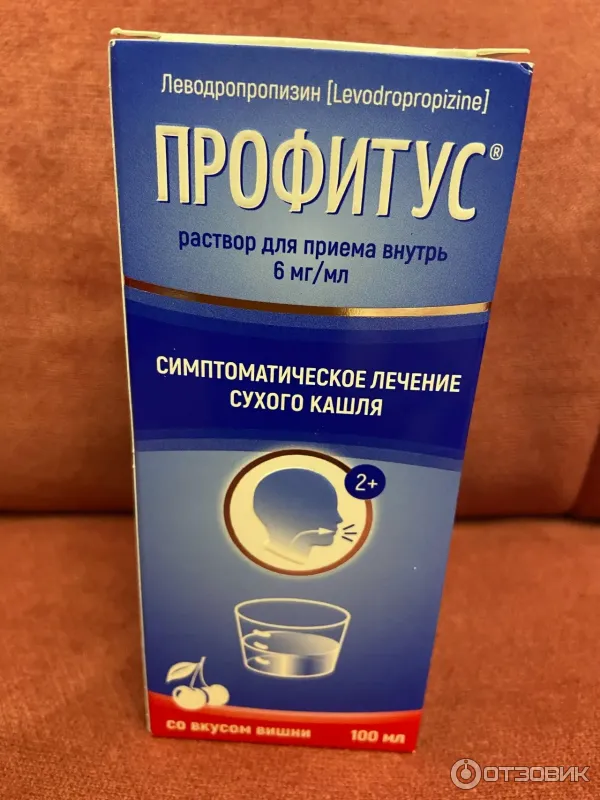 Леводропропизин [Levodropropizine]
ПРОФИТУС®
раствор для приема внутрь
6 мг/мл
СИМПТОМАТИЧЕСКОЕ ЛЕЧЕНИЕ
СУХОГО КАШЛЯ
2+
со вкусом вишни 100 мл
ОТЗОВИК